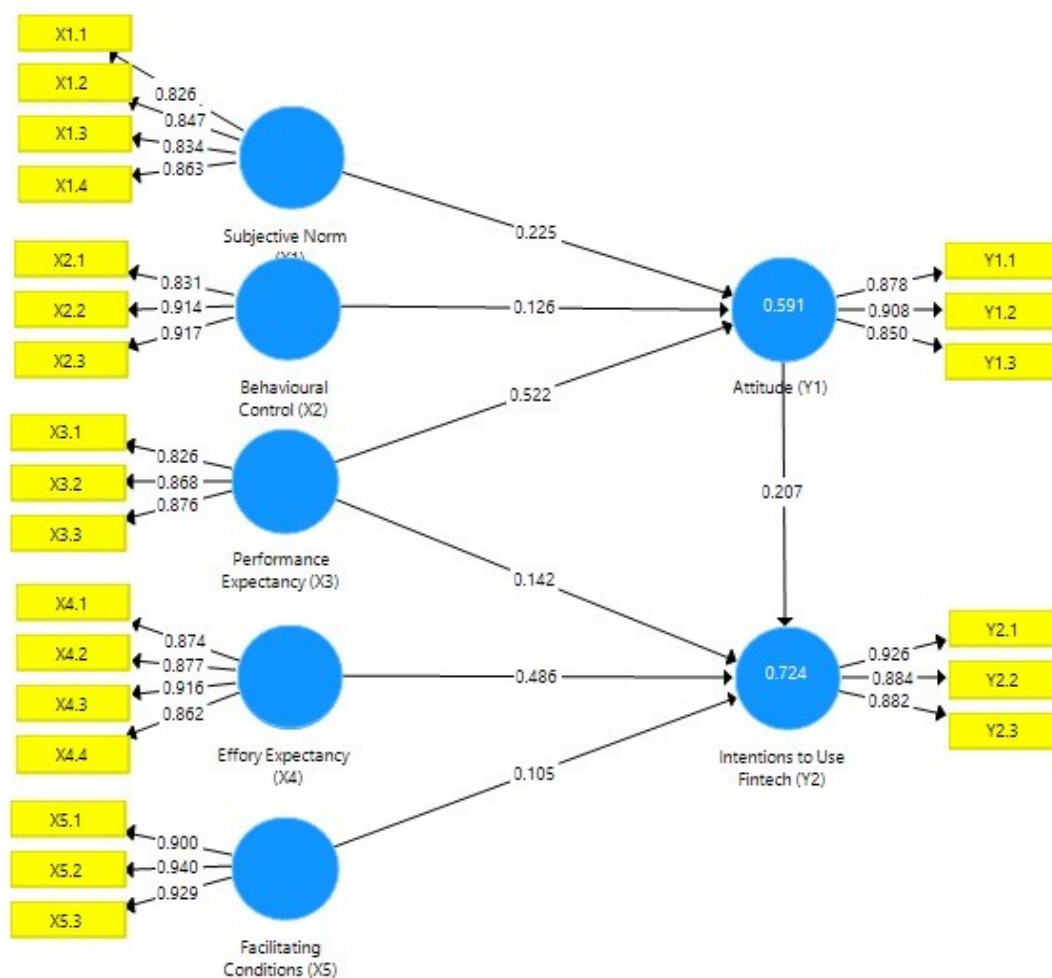 X1.1
X1.2
X1.3
X1.4
0.826
0.847
0.834
0.863
Subjective Norm
X2.1
X2.2
X2.3
0.831
0.914
0.917
Behavioural
Control (X2)
X3.1
X3.2
X3.3
0.826
0.868
0.876
Performance
Expectancy (X3)
X4.1
X4.2
X4.3
X4.4
0.874
0.877
0.916
0.862
Effory Expectancy
(X4)
X5.1
X5.2
X5.3
0.900
0.940
0.929
Facilitating
Conditions (X5)
0.225
0.126
0.522
0.142
0.486
0.105
0.591
Attitude (Y1)
0.878
0.908
0.850
Y1.1
Y1.2
Y1.3
0.207
0.724
Intentions to Use
Fintech (Y2)
0.926
0.884
0.882
Y2.1
Y2.2
Y2.3